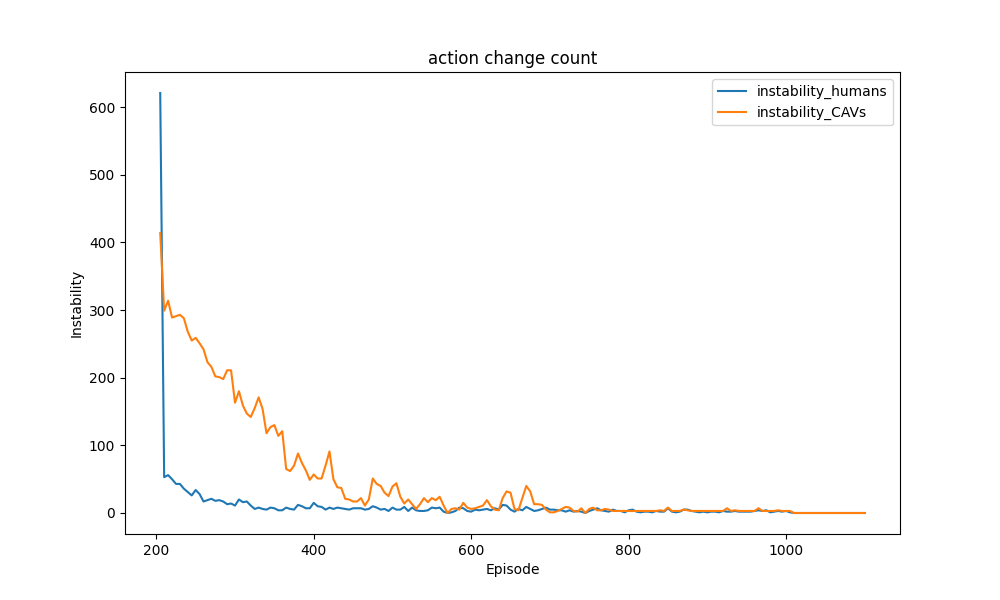 action change count
instability_humans
instability_CAVs
600
500
400
300
200
100
0
Instability
200
400
600
800
1000
Episode